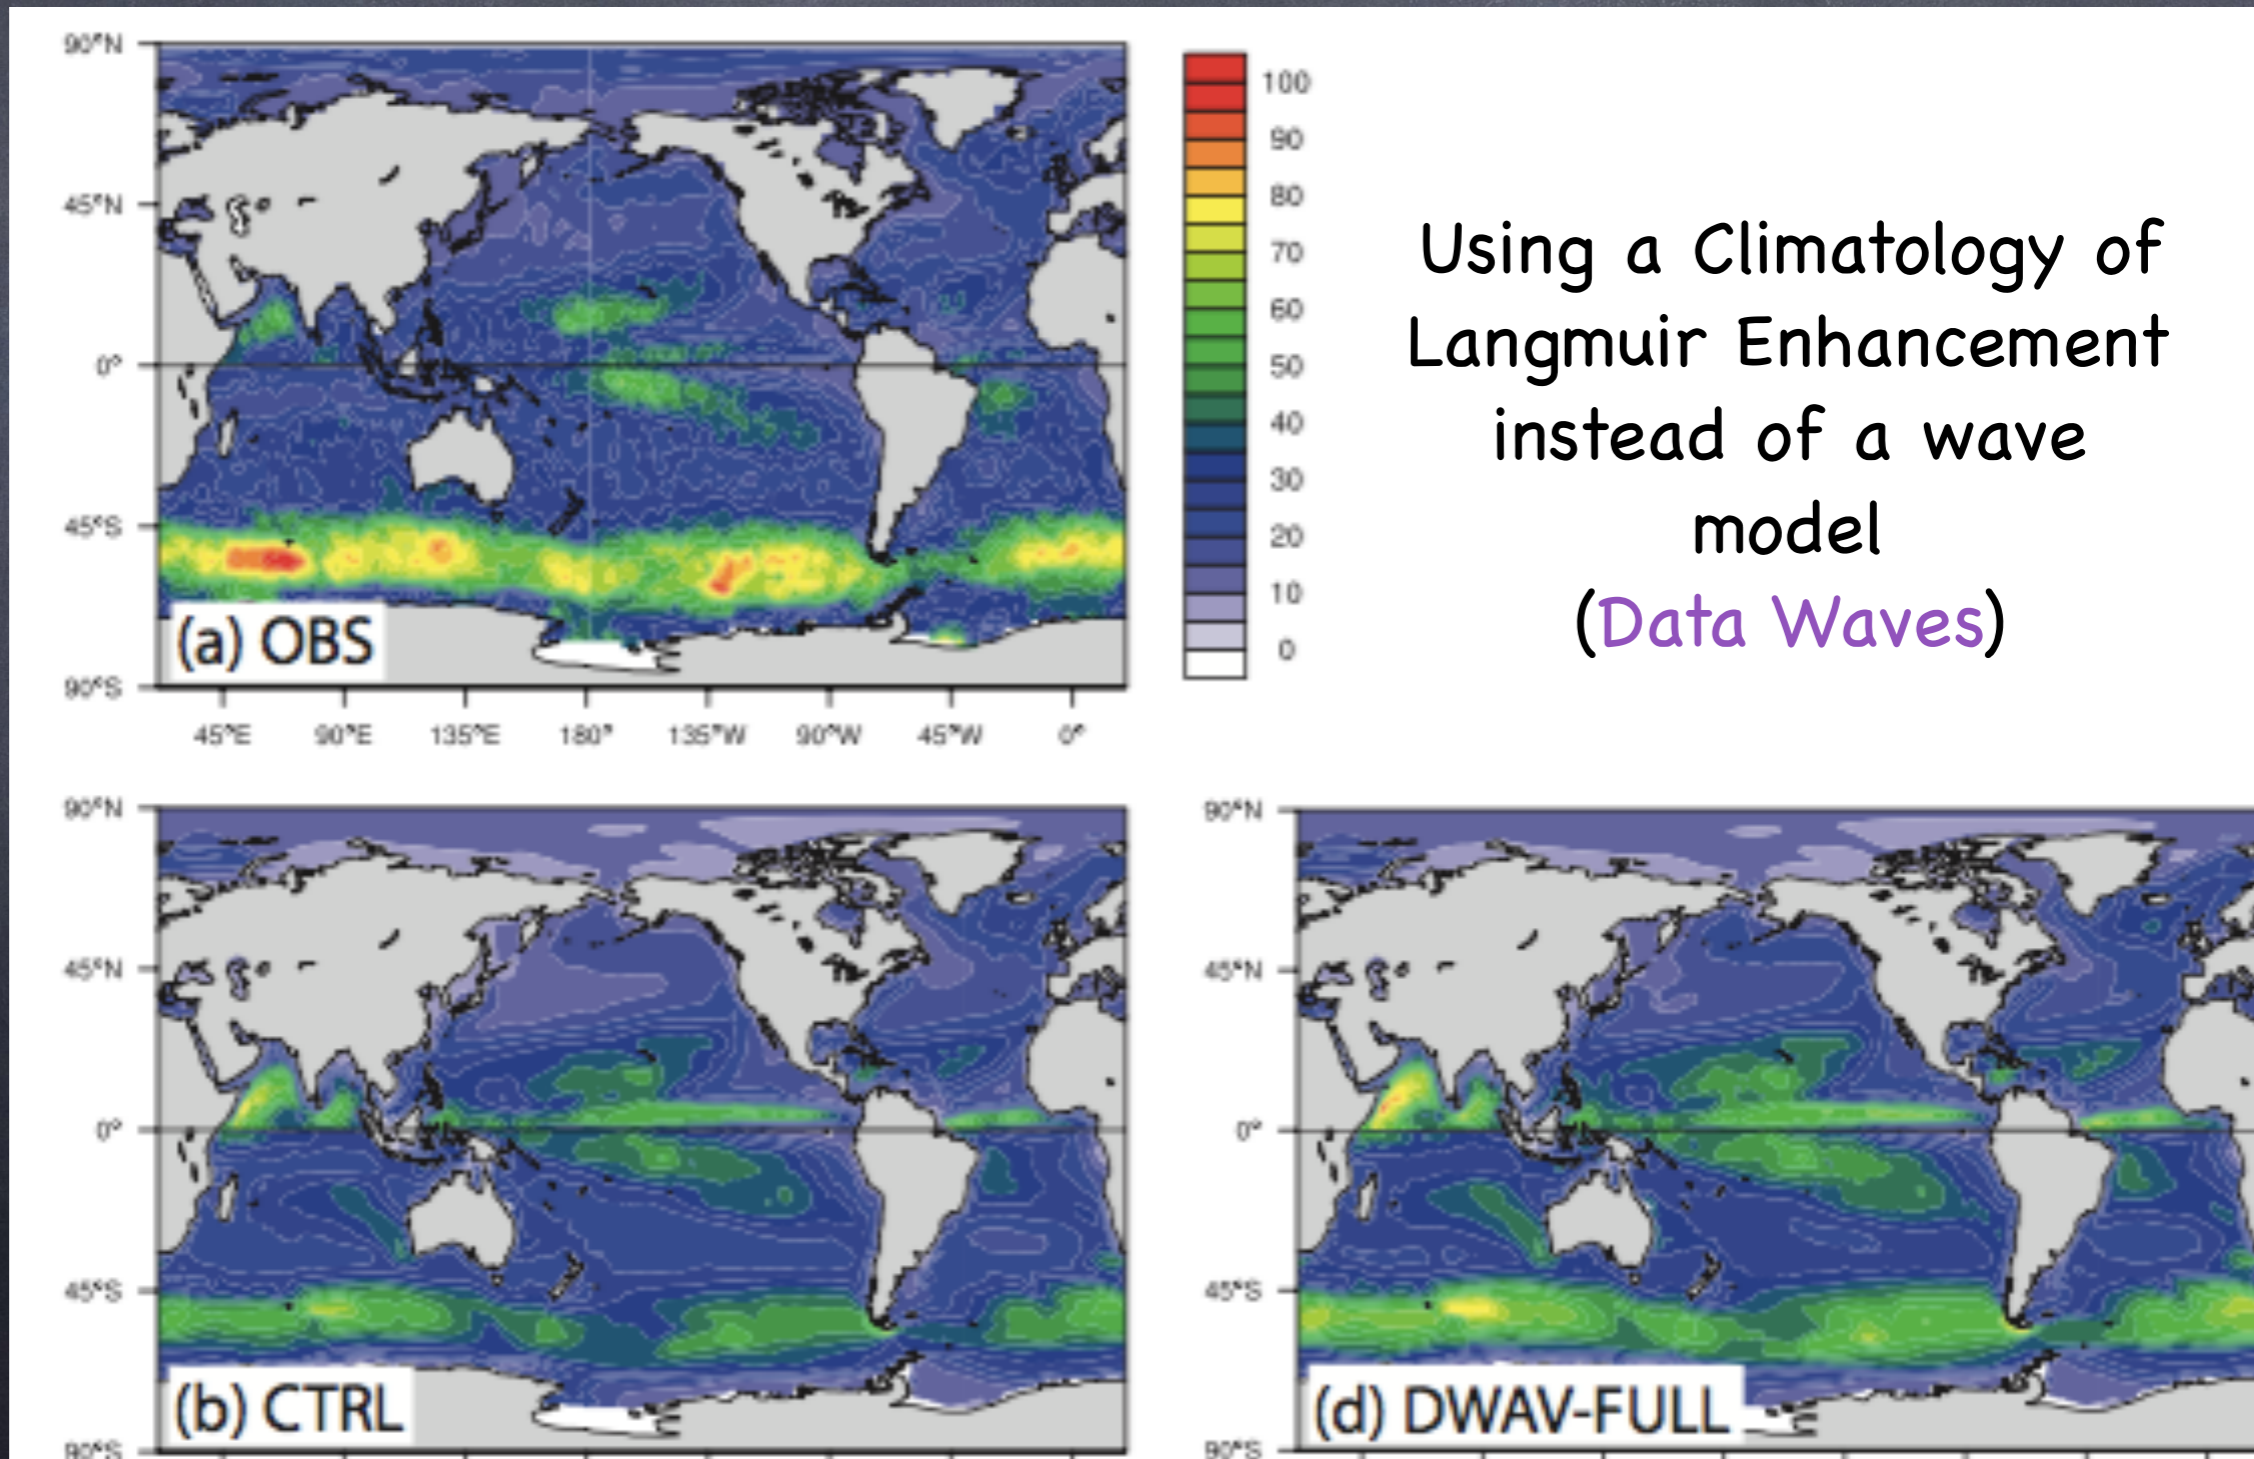 90°N
45°N
0°
45°S
90°S
(a) OBS
45°E 90°E 135°E 180° 135°W 90°W 45°W 0°
100
90
80
70
60
50
40
30
20
10
0
Using a Climatology of
Langmuir Enhancement
instead of a wave
model
(Data Waves)
90°N
45°N
0°
45°S
90°S
(b) CTRL
90°N
45°N
0°
45°S
90°S
(d) DWAV-FULL